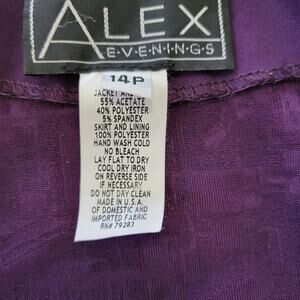 ALEX
EVENINGS
14P
JACKET AND
55% ACETATE
40% POLYESTER
5% SPANDEX
SKIRT AND LINING
100% POLYESTER
HAND WASH COLD
NO BLEACH
LAY FLAT TO DRY
COOL DRY IRON
ON REVERSE SIDE
IF NECESSARY
DO NOT DRY CLEAN
MADE IN U.S.A.
OF DOMESTIC AND
IMPORTED FABRIC
RN# 79283